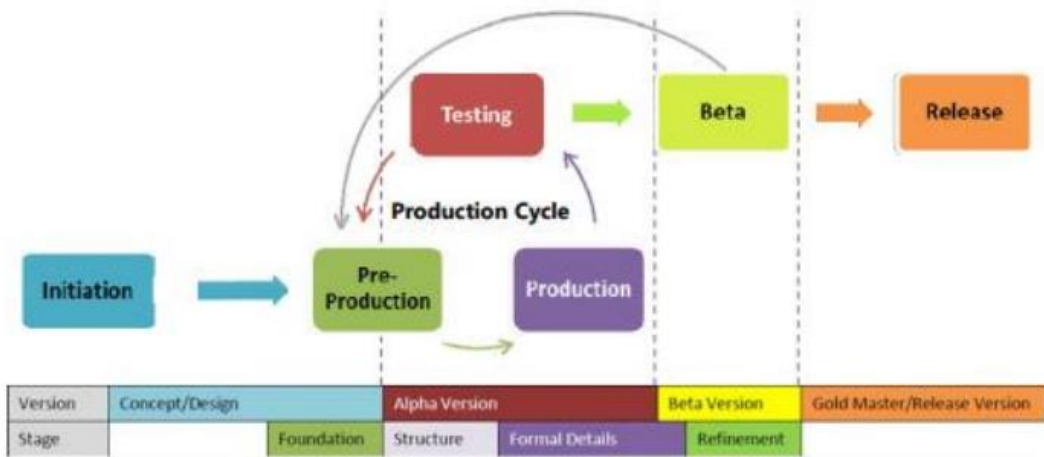 Testing
Beta
Release
Production Cycle
Initiation
Pre-
Production
Production
Version Concept/Design Alpha Version Beta Version Gold Master/Release Version
Stage Foundation Structure Formal Details Refinement